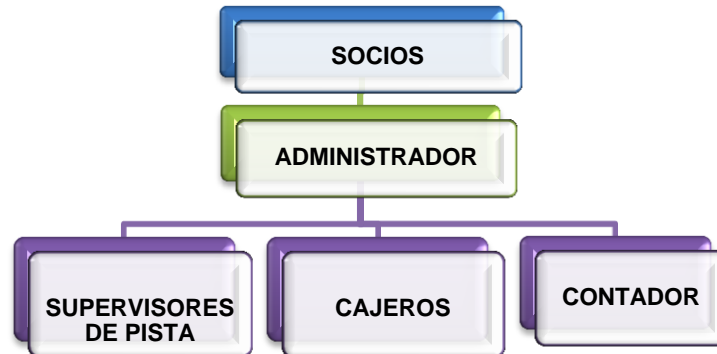 SOCIOS
ADMINISTRADOR
SUPERVISORES
DE PISTA
CAJEROS
CONTADOR